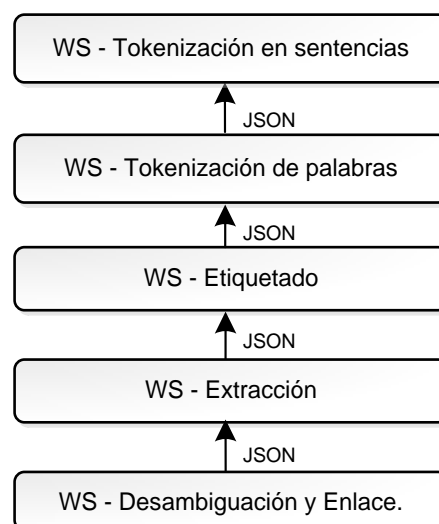 WS - Tokenización en sentencias
JSON
WS - Tokenización de palabras
JSON
WS - Etiquetado
JSON
WS - Extracción
JSON
WS - Desambiguación y Enlace.